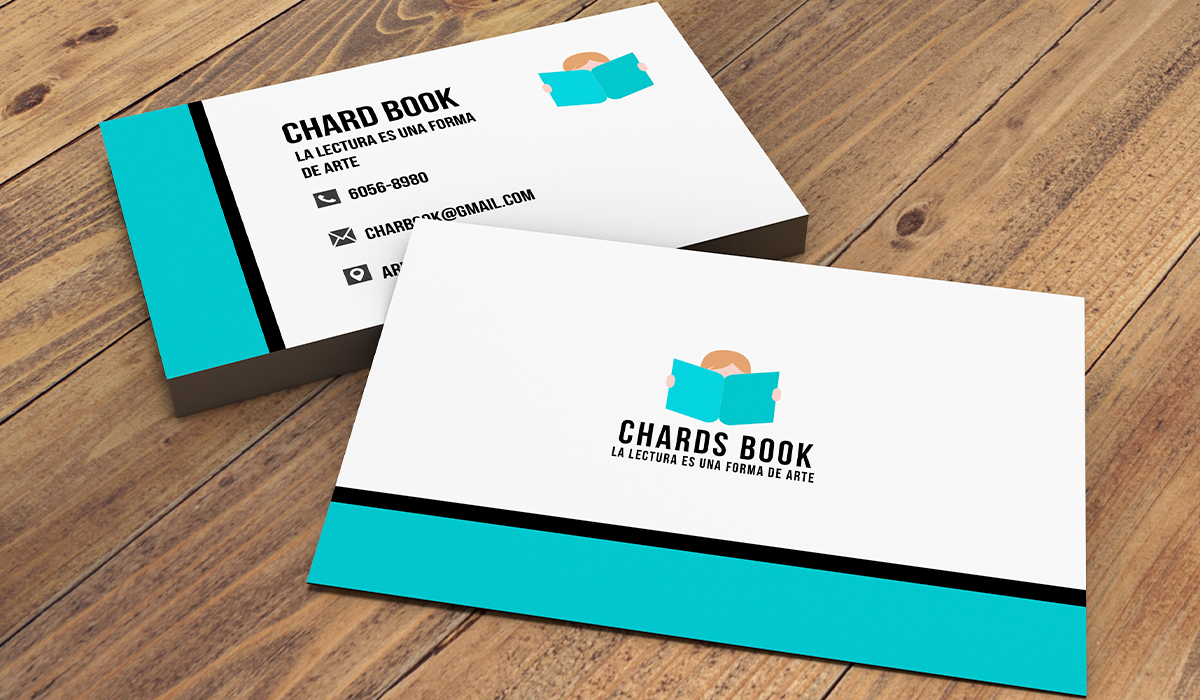 CHARD BOOK
LA LECTURA ES UNA FORMA
DE ARTE
6056-8980
CHARBOOK@GMAIL.COM
CHARDS BOOK
LA LECTURA ES UNA FORMA DE ARTE